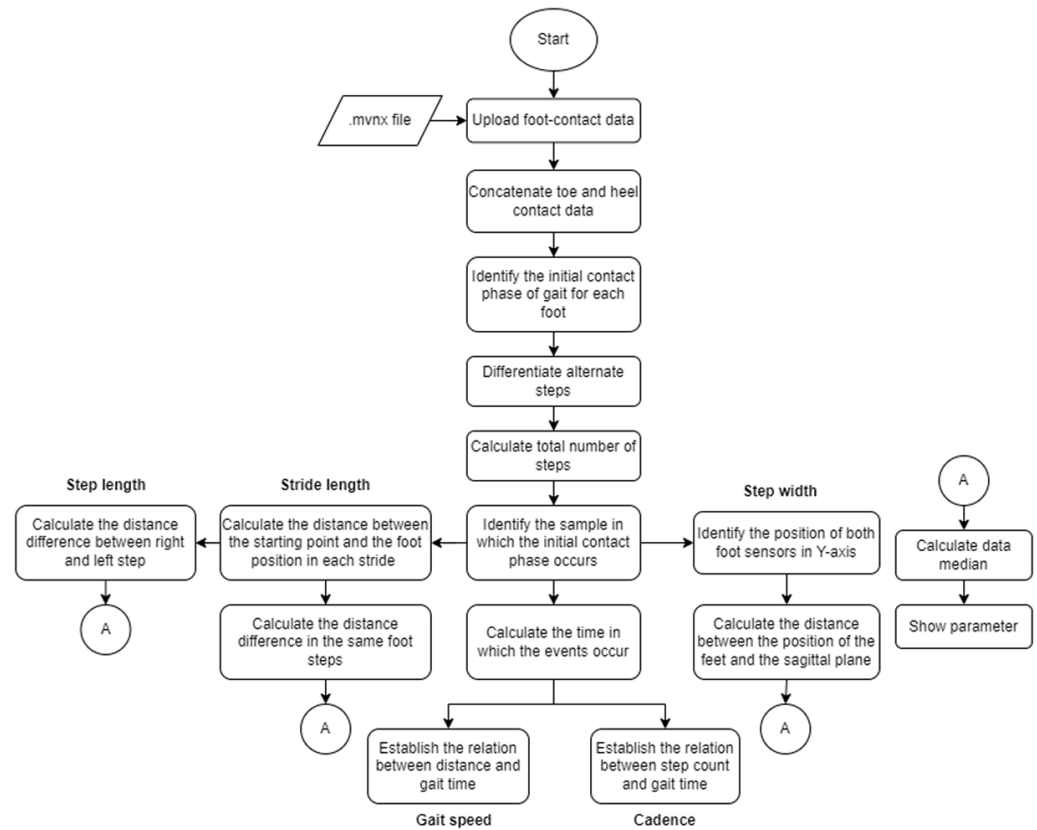 Start
.mvnx file
Upload foot-contact data
Concatenate toe and heel
contact data
Identify the initial contact
phase of gait for each
foot
Differentiate alternate
steps
Calculate total number of
steps
Step length
Calculate the distance
difference between right
and left step
A
Stride length
Calculate the distance between
the starting point and the foot
position in each stride
Calculate the distance
difference in the same foot
steps
A
Identify the sample in
which the initial contact
phase occurs
Calculate the time in
which the events occur
Establish the relation
between distance and
gait time
Gait speed
Establish the relation
between step count
and gait time
Cadence
Step width
Identify the position of both
foot sensors in Y-axis
Calculate the distance
between the position of the
feet and the sagittal plane
A
A
Calculate data
median
Show parameter